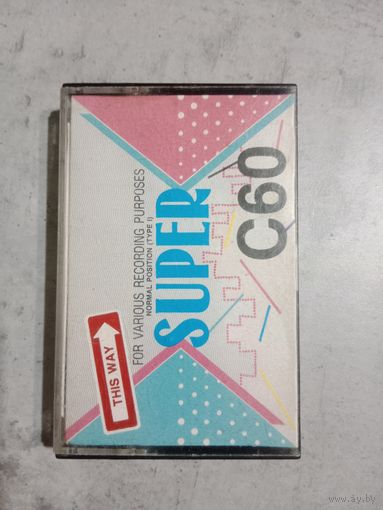 FOR VARIOUS RECORDING PURPOSES
NORMAL POSITION (TYPE I)
SUPER
C60
THIS WAY
www.ay.by